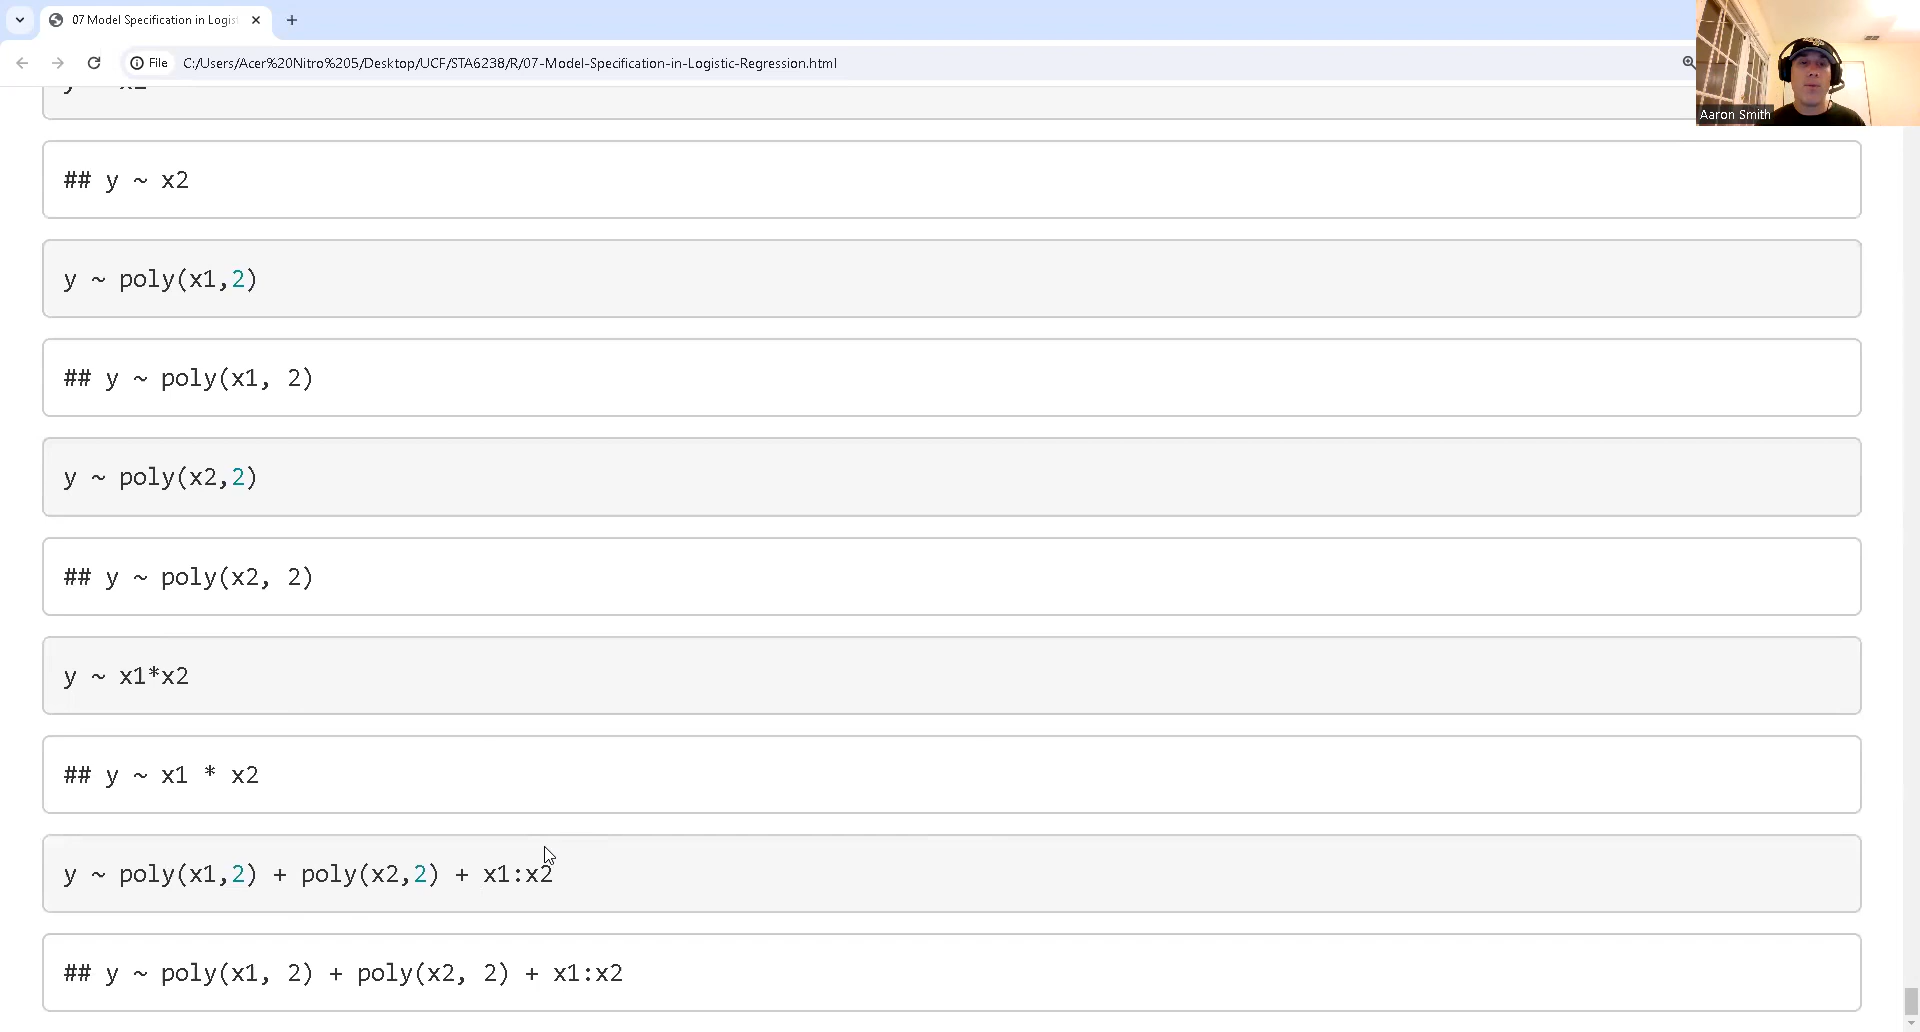 07 Model Specification in Logist
File
C:/Users/Acer%20Nitro%205/Desktop/UCF/STA6238/R/07-Model-Specification-in-Logistic-Regression.html
Aaron Smith
## y ~ x2
y ~ poly(x1,2)
## y ~ poly(x1, 2)
y ~ poly(x2,2)
## y ~ poly(x2, 2)
y ~ x1*x2
## y ~ x1 * x2
y ~ poly(x1,2) + poly(x2,2) + x1:x2
## y ~ poly(x1, 2) + poly(x2, 2) + x1:x2